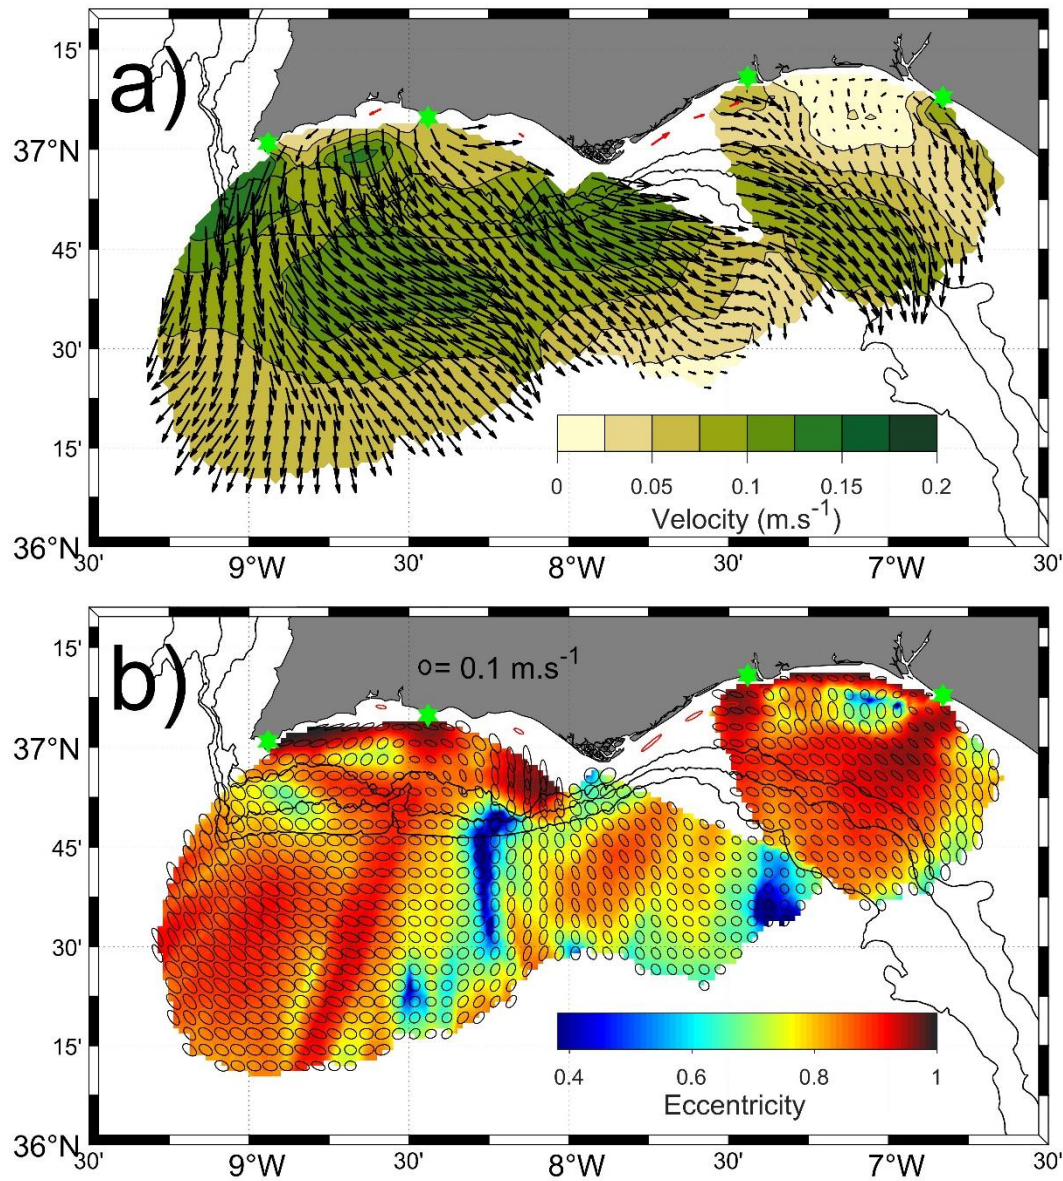 a)
15'
37°N
45'
30'
15'
36°N
0 0.05 0.1 0.15 0.2
Velocity (m.s⁻¹)
30' 9°W 30' 8°W 30' 7°W 30'
b)
o= 0.1 m.s⁻¹
15'
37°N
45'
30'
15'
36°N
0.4 0.6 0.8 1
Eccentricity
30' 9°W 30' 8°W 30' 7°W 30'